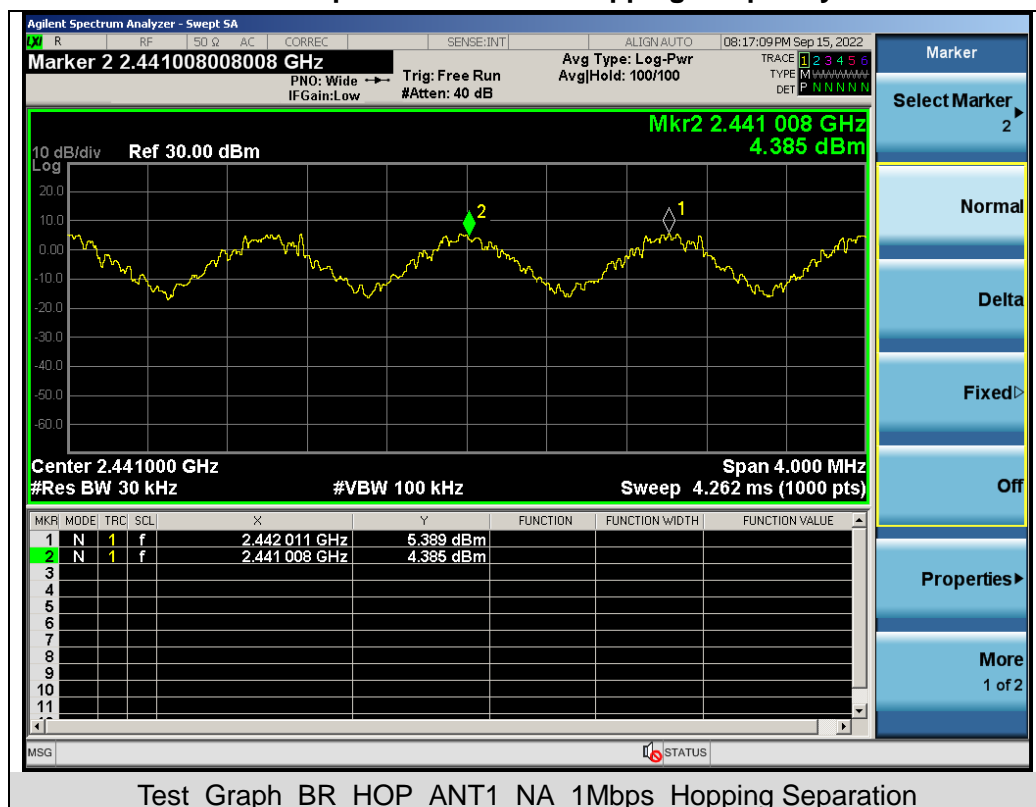 Agilent Spectrum Analyzer - Swept SA
LXI R RF 50 Ω AC CORREC SENSE:INT ALIGN AUTO 08:17:09 PM Sep 15, 2022
Marker 2 2.441008008008 GHz
PNO: Wide
IFGain:Low
Trig: Free Run
#Atten: 40 dB
Avg Type: Log-Pwr
Avg|Hold: 100/100
TRACE 1 2 3 4 5 6
TYPE M
DET P N N N N N
Mkr2 2.441 008 GHz
4.385 dBm
10 dB/div Ref 30.00 dBm
Log
20.0
10.0
0.00
-10.0
-20.0
-30.0
-40.0
-50.0
-60.0
2
1
Center 2.441000 GHz Span 4.000 MHz
#Res BW 30 kHz #VBW 100 kHz Sweep 4.262 ms (1000 pts)
MKR MODE TRC SCL X Y FUNCTION FUNCTION WIDTH FUNCTION VALUE
1 N 1 f 2.442 011 GHz 5.389 dBm
2 N 1 f 2.441 008 GHz 4.385 dBm
3
4
5
6
7
8
9
10
11
MSG STATUS
Marker
Select Marker
2
Normal
Delta
Fixed
Off
Properties
More
1 of 2
Test_Graph_BR_HOP_ANT1_NA_1Mbps_Hopping Separation